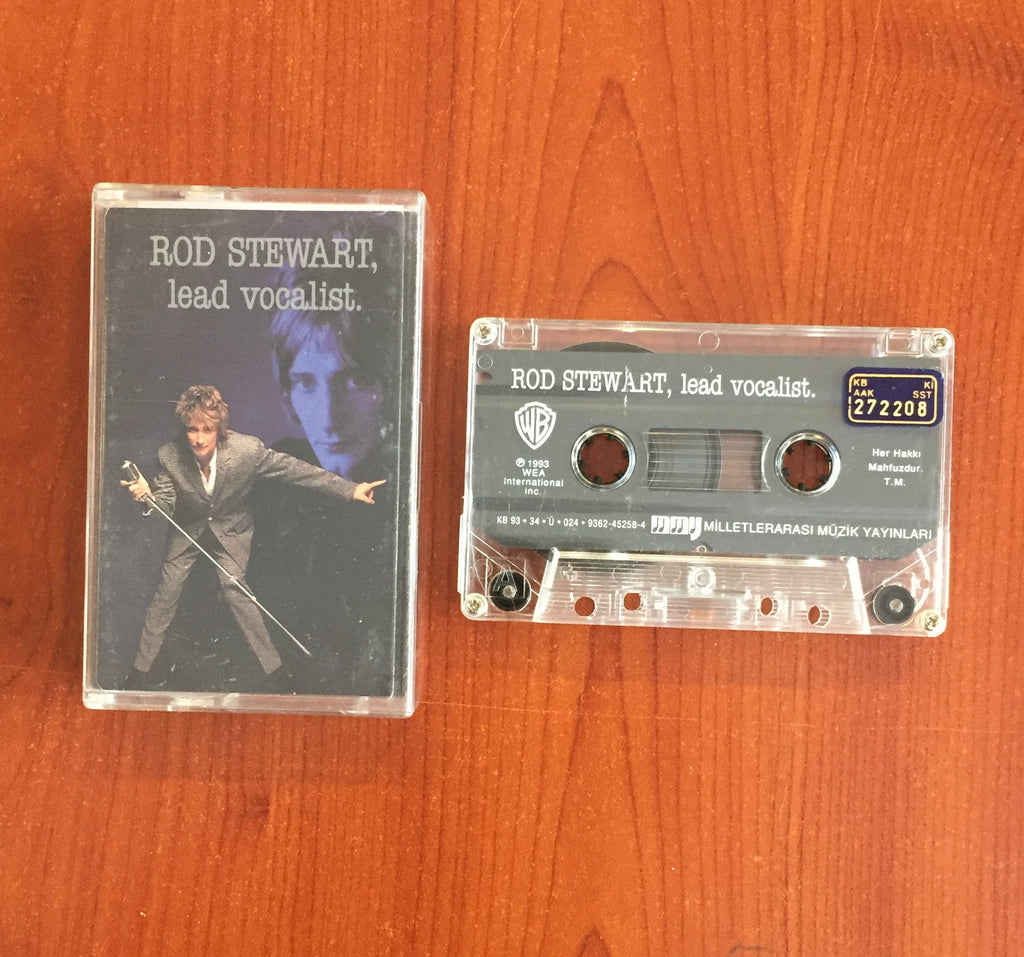 ROD STEWART,
lead vocalist.
ROD STEWART, lead vocalist.
KB KI
AAK SST
272208
WB
℗ 1993
WEA
International
Inc.
Her Hakkı
Mahfuzdur.
T.M.
KB 93 • 34 • Ü • 024 • 9362-45258-4 mmy MİLLETLERARASI MÜZİK YAYINLARI
A